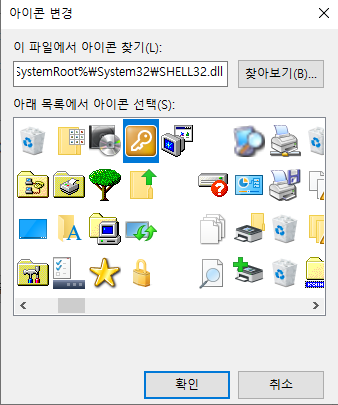 아이콘 변경
이 파일에서 아이콘 찾기(L):
SystemRoot%₩System32₩SHELL32.dll
찾아보기(B)...
아래 목록에서 아이콘 선택(S):
A
확인
취소